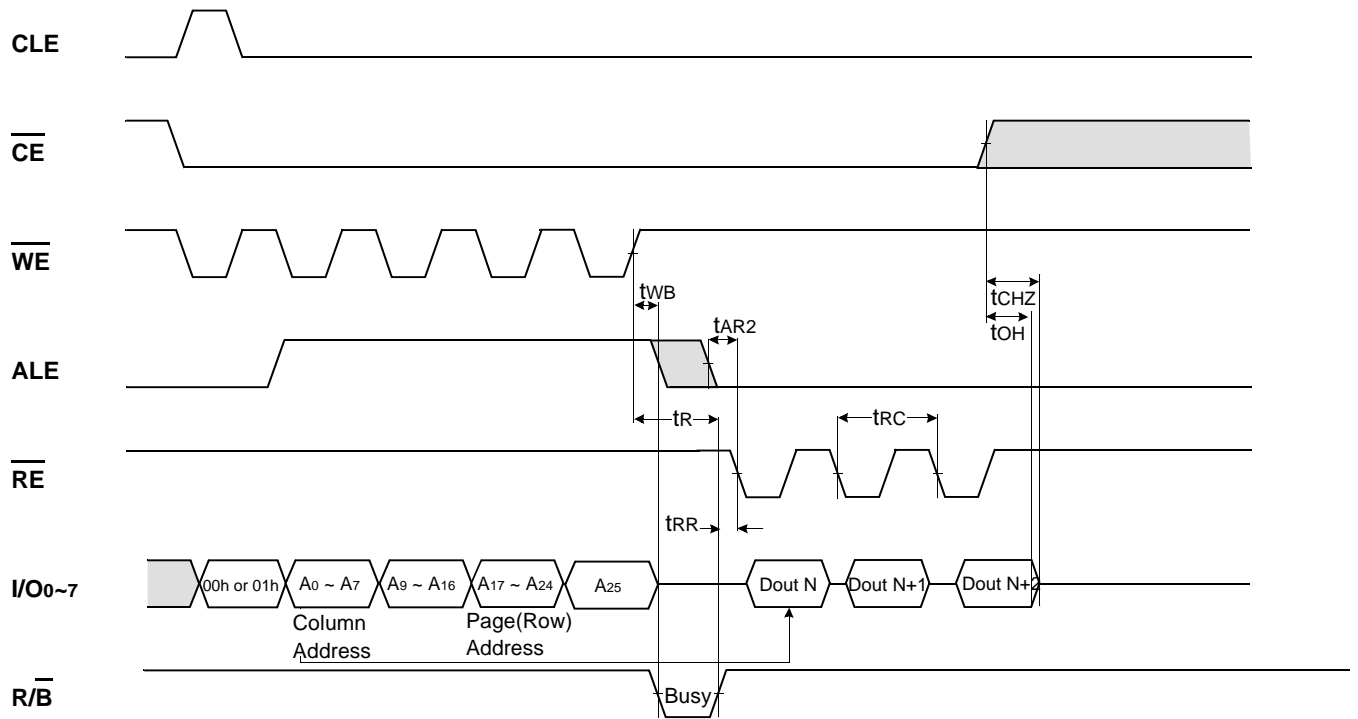 CLE
CE
WE
tWB
tCHZ
tAR2
tOH
ALE
tR
tRC
RE
tRR
I/O0~7
00h or 01h
A0 ~ A7
A9 ~ A16
A17 ~ A24
A25
Dout N
Dout N+1
Dout N+2
Column
Address
Page(Row)
Address
R/B
Busy